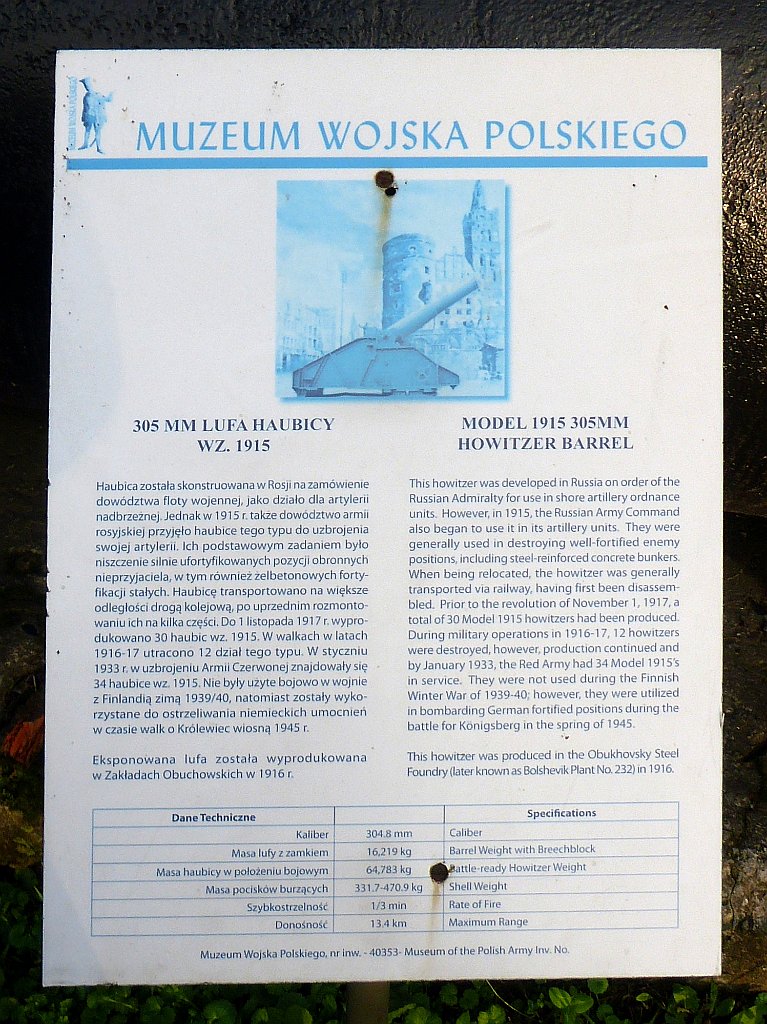 MUZEUM WOJSKA POLSKIEGO
MUZEUM WOJSKA POLSKIEGO
305 MM LUFA HAUBICY
WZ. 1915
Haubica została skonstruowana w Rosji na zamówienie
dowództwa floty wojennej, jako działo dla artylerii
nadbrzeżnej. Jednak w 1915 r. także dowództwo armii
rosyjskiej przyjęło haubice tego typu do uzbrojenia
swojej artylerii. Ich podstawowym zadaniem było
niszczenie silnie ufortyfikowanych pozycji obronnych
nieprzyjaciela, w tym również żelbetonowych forty-
fikacji stałych. Haubicę transportowano na większe
odległości drogą kolejową, po uprzednim rozmonto-
waniu ich na kilka części. Do 1 listopada 1917 r. wypro-
dukowano 30 haubic wz. 1915. W walkach w latach
1916-17 utracono 12 dział tego typu. W styczniu
1933 r. w uzbrojeniu Armii Czerwonej znajdowały się
34 haubice wz. 1915. Nie były użyte bojowo w wojnie
z Finlandią zimą 1939/40, natomiast zostały wyko-
rzystane do ostrzeliwania niemieckich umocnień
w czasie walk o Królewiec wiosną 1945 r.
Eksponowana lufa została wyprodukowana
w Zakładach Obuchowskich w 1916 r.
MODEL 1915 305MM
HOWITZER BARREL
This howitzer was developed in Russia on order of the
Russian Admiralty for use in shore artillery ordnance
units. However, in 1915, the Russian Army Command
also began to use it in its artillery units. They were
generally used in destroying well-fortified enemy
positions, including steel-reinforced concrete bunkers.
When being relocated, the howitzer was generally
transported via railway, having first been disassem-
bled. Prior to the revolution of November 1, 1917, a
total of 30 Model 1915 howitzers had been produced.
During military operations in 1916-17, 12 howitzers
were destroyed, however, production continued and
by January 1933, the Red Army had 34 Model 1915's
in service. They were not used during the Finnish
Winter War of 1939-40; however, they were utilized
in bombarding German fortified positions during the
battle for Königsberg in the spring of 1945.
This howitzer was produced in the Obukhovsky Steel
Foundry (later known as Bolshevik Plant No. 232) in 1916.
Dane Techniczne Specifications
Kaliber 304.8 mm Caliber
Masa lufy z zamkiem 16,219 kg Barrel Weight with Breechblock
Masa haubicy w położeniu bojowym 64,783 kg Battle-ready Howitzer Weight
Masa pocisków burzących 331.7-470.9 kg Shell Weight
Szybkostrzelność 1/3 min Rate of Fire
Donośność 13.4 km Maximum Range
Muzeum Wojska Polskiego, nr inw. - 40353- Museum of the Polish Army Inv. No.